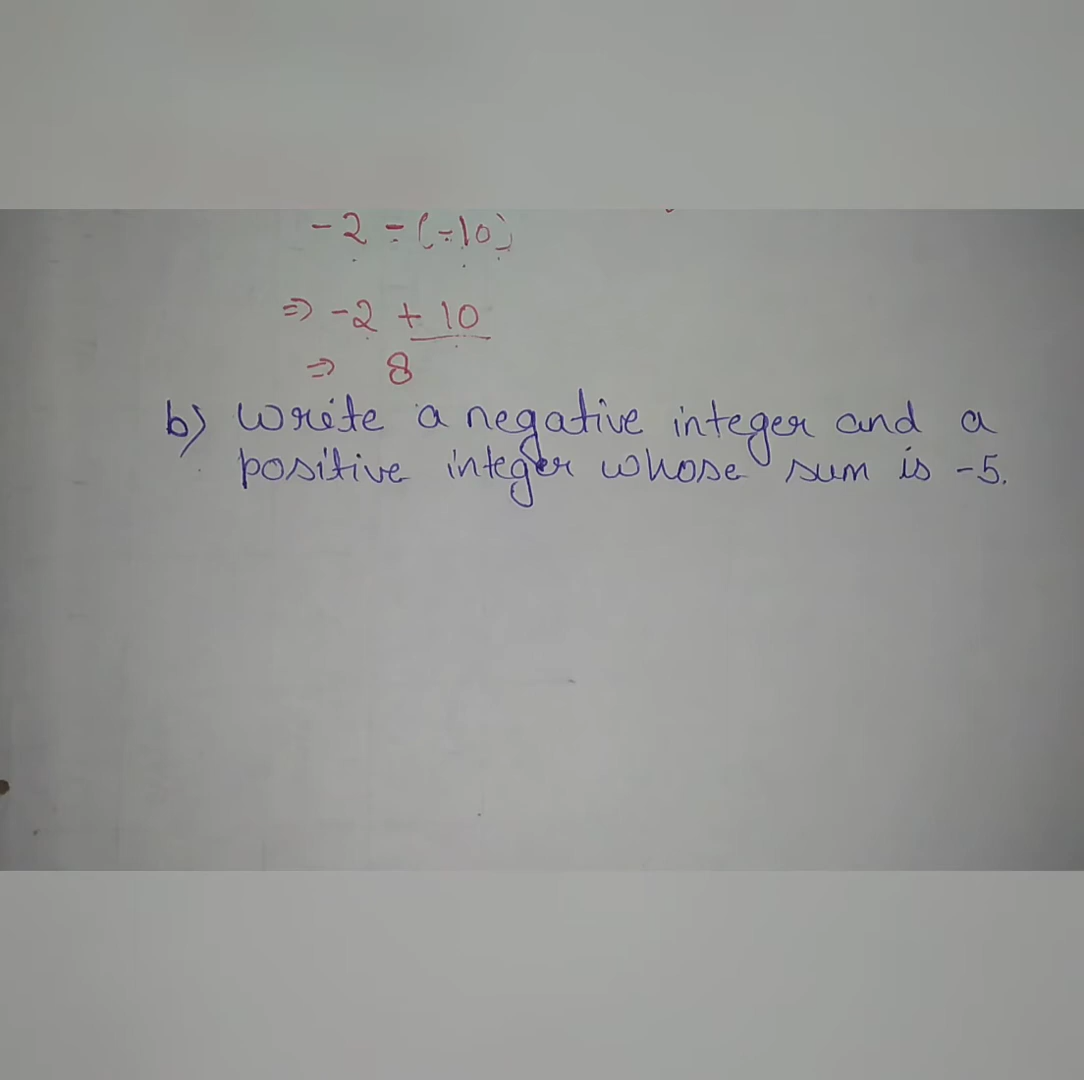 -2 - (-10)
⇒ -2 + 10
⇒ 8
b) Write a negative integer and a
positive integer whose sum is -5.